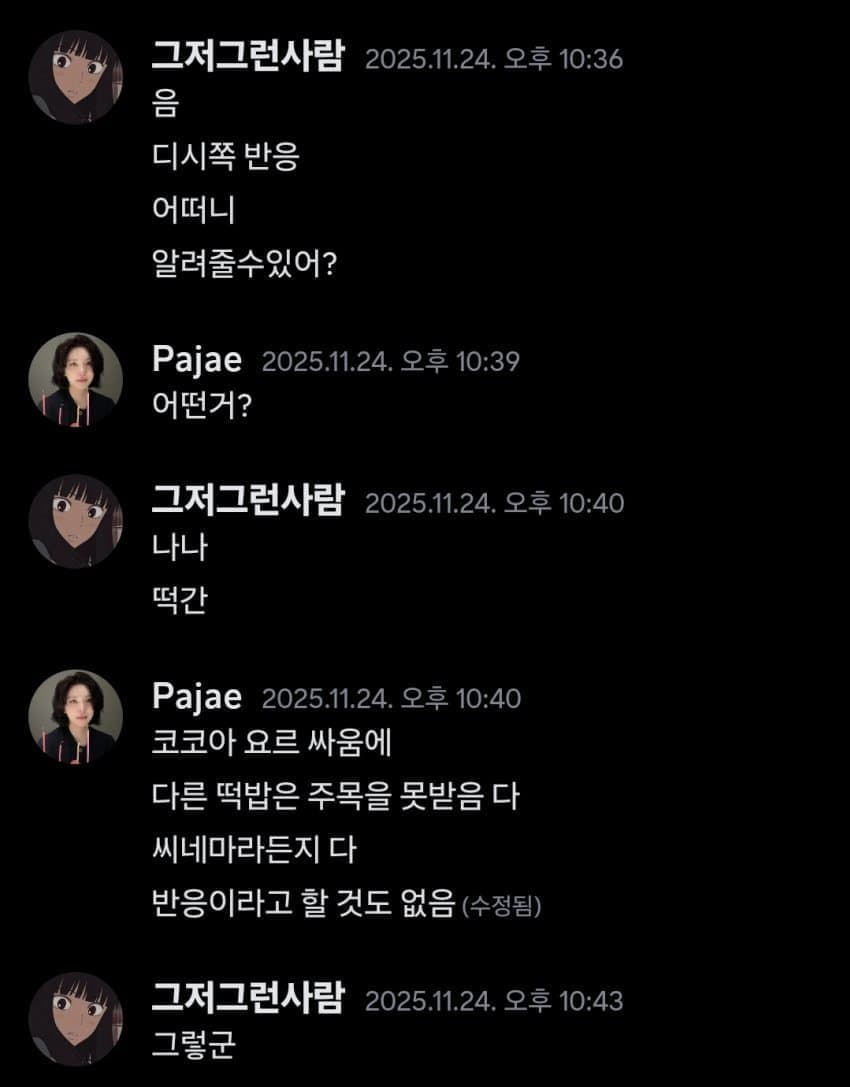 그저그런사람 2025.11.24. 오후 10:36
음
디시쪽 반응
어떠니
알려줄수있어?
Pajae 2025.11.24. 오후 10:39
어떤거?
그저그런사람 2025.11.24. 오후 10:40
나나
떡간
Pajae 2025.11.24. 오후 10:40
코코아 요르 싸움에
다른 떡밥은 주목을 못받음 다
씨네마라든지 다
반응이라고 할 것도 없음 (수정됨)
그저그런사람 2025.11.24. 오후 10:43
그렇군